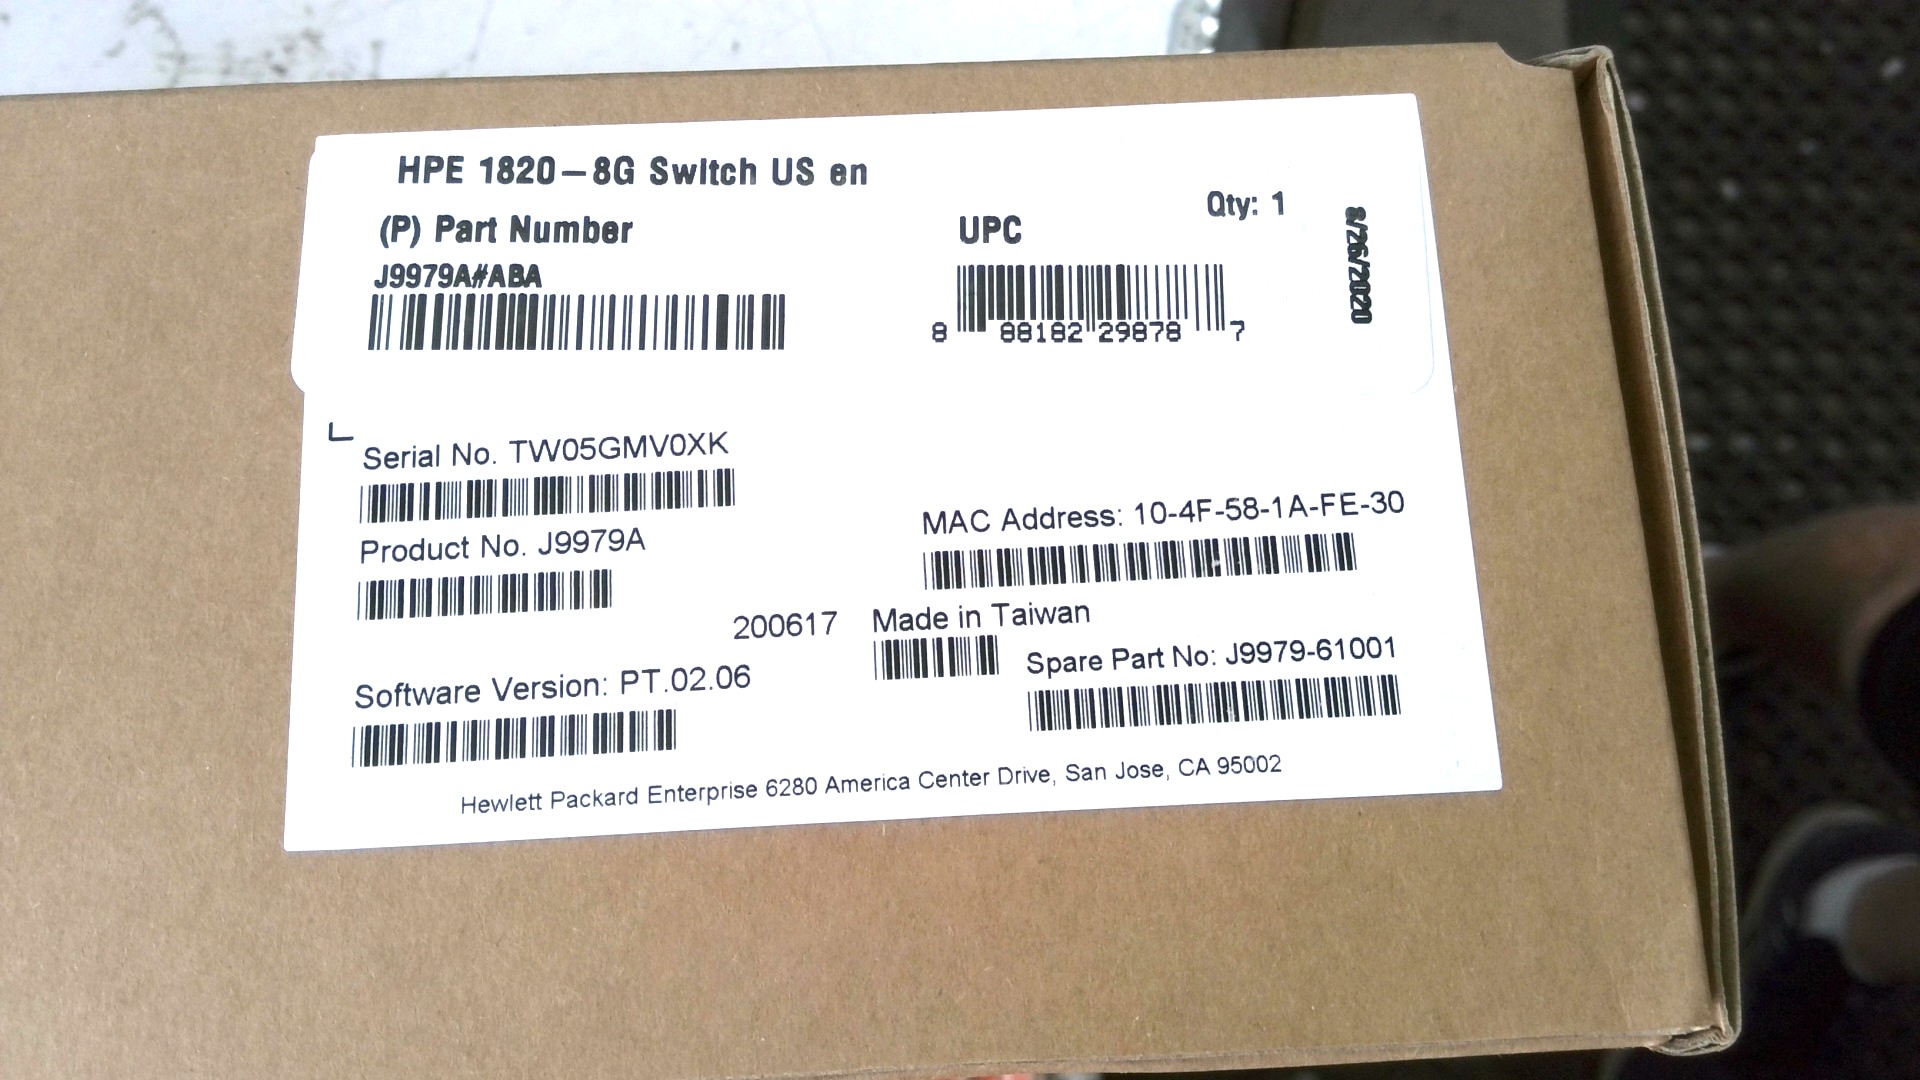 HPE 1820-8G Switch US en
Qty: 1
(P) Part Number
UPC
J9979A#ABA
8 88182 29878 7
8/26/2020
Serial No. TW05GMV0XK
MAC Address: 10-4F-58-1A-FE-30
Product No. J9979A
200617
Made in Taiwan
Spare Part No: J9979-61001
Software Version: PT.02.06
Hewlett Packard Enterprise 6280 America Center Drive, San Jose, CA 95002